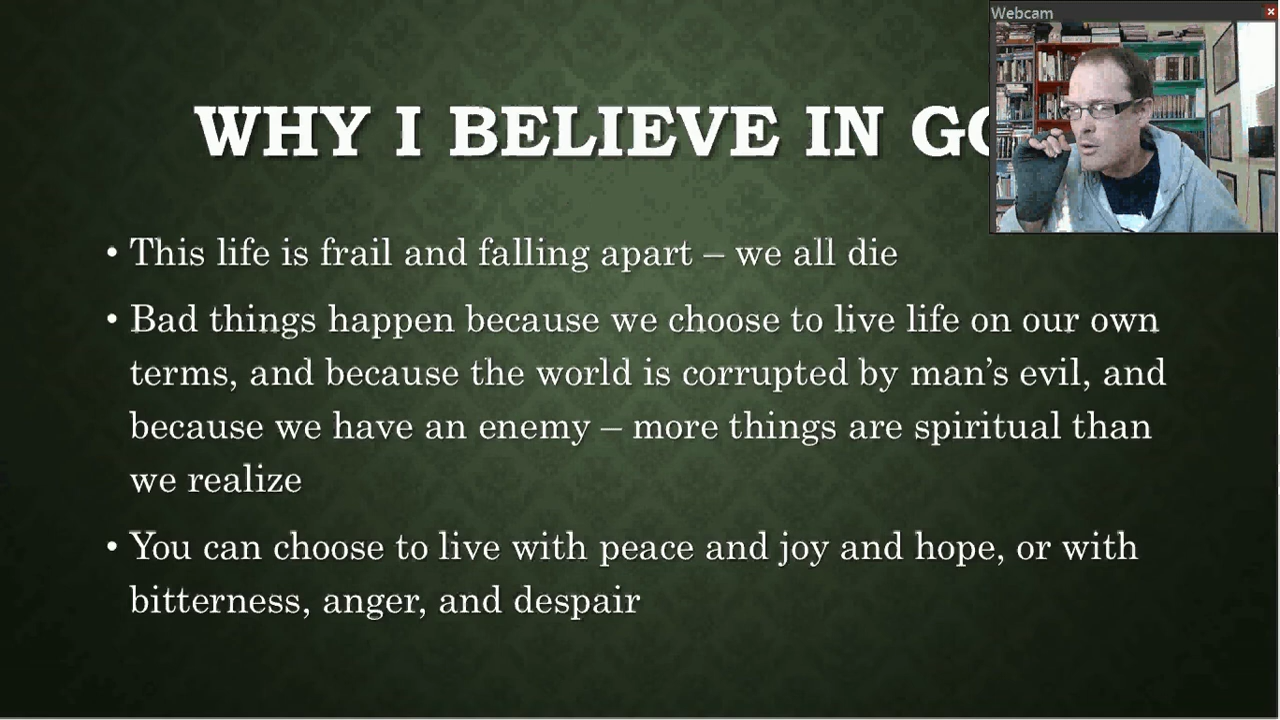 Webcam
WHY I BELIEVE IN
• This life is frail and falling apart – we all die
• Bad things happen because we choose to live life on our own
terms, and because the world is corrupted by man’s evil, and
because we have an enemy – more things are spiritual than
we realize
• You can choose to live with peace and joy and hope, or with
bitterness, anger, and despair